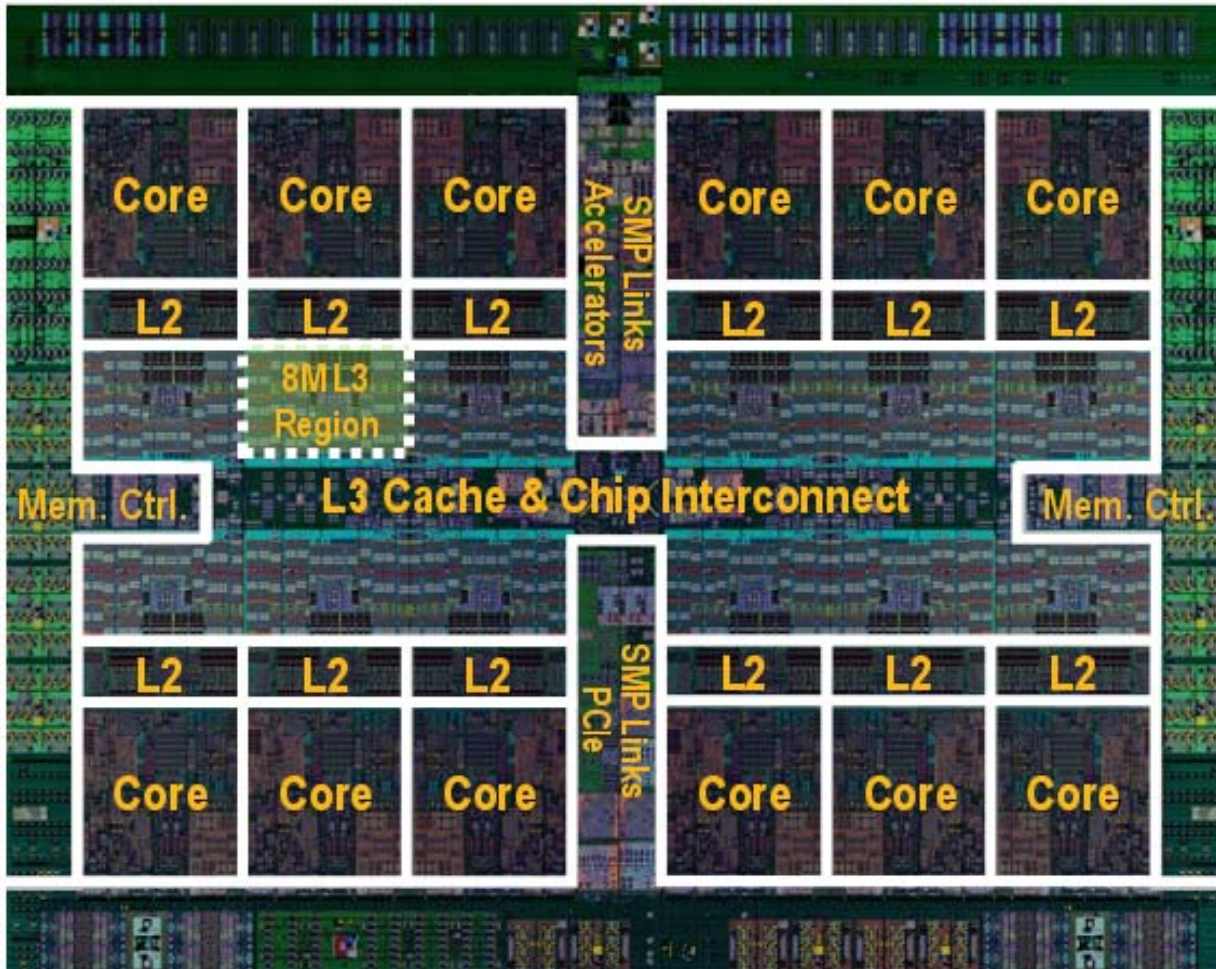 Core
Core
Core
Core
Core
Core
SMP Links
Accelerators
L2
L2
L2
L2
L2
L2
8M L3
Region
Mem. Ctrl.
L3 Cache & Chip Interconnect
Mem. Ctrl.
SMP Links
PCIe
L2
L2
L2
L2
L2
L2
Core
Core
Core
Core
Core
Core